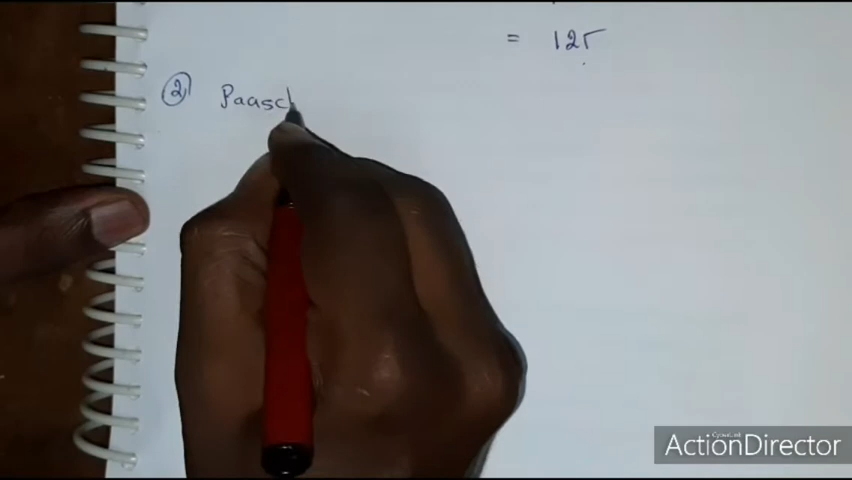 = 125
② Paasch
ActionDirector